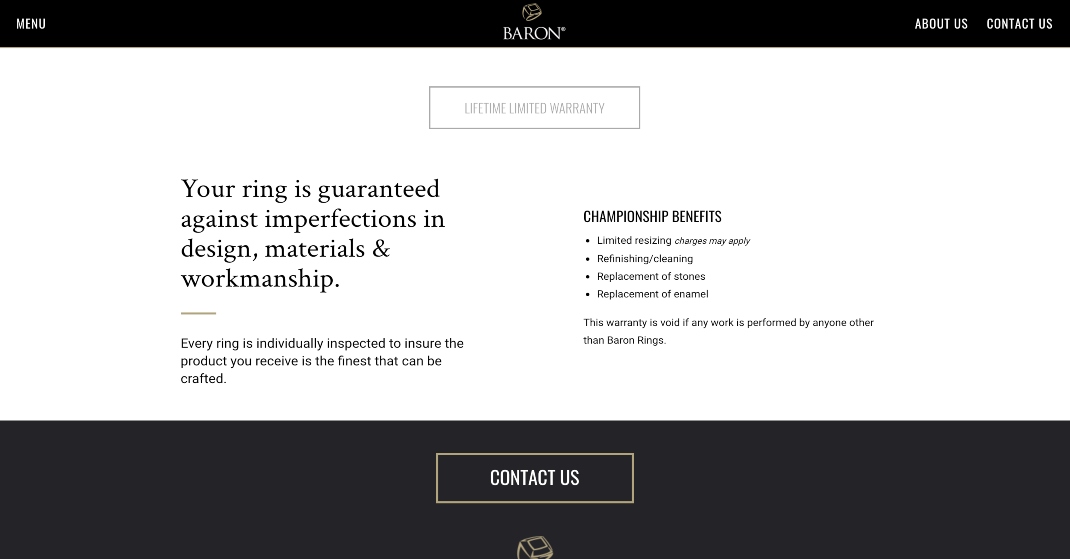 MENU
BARON®
ABOUT US
CONTACT US
LIFETIME LIMITED WARRANTY
Your ring is guaranteed
against imperfections in
design, materials &
workmanship.
Every ring is individually inspected to insure the
product you receive is the finest that can be
crafted.
CHAMPIONSHIP BENEFITS
• Limited resizing charges may apply
• Refinishing/cleaning
• Replacement of stones
• Replacement of enamel
This warranty is void if any work is performed by anyone other
than Baron Rings.
CONTACT US